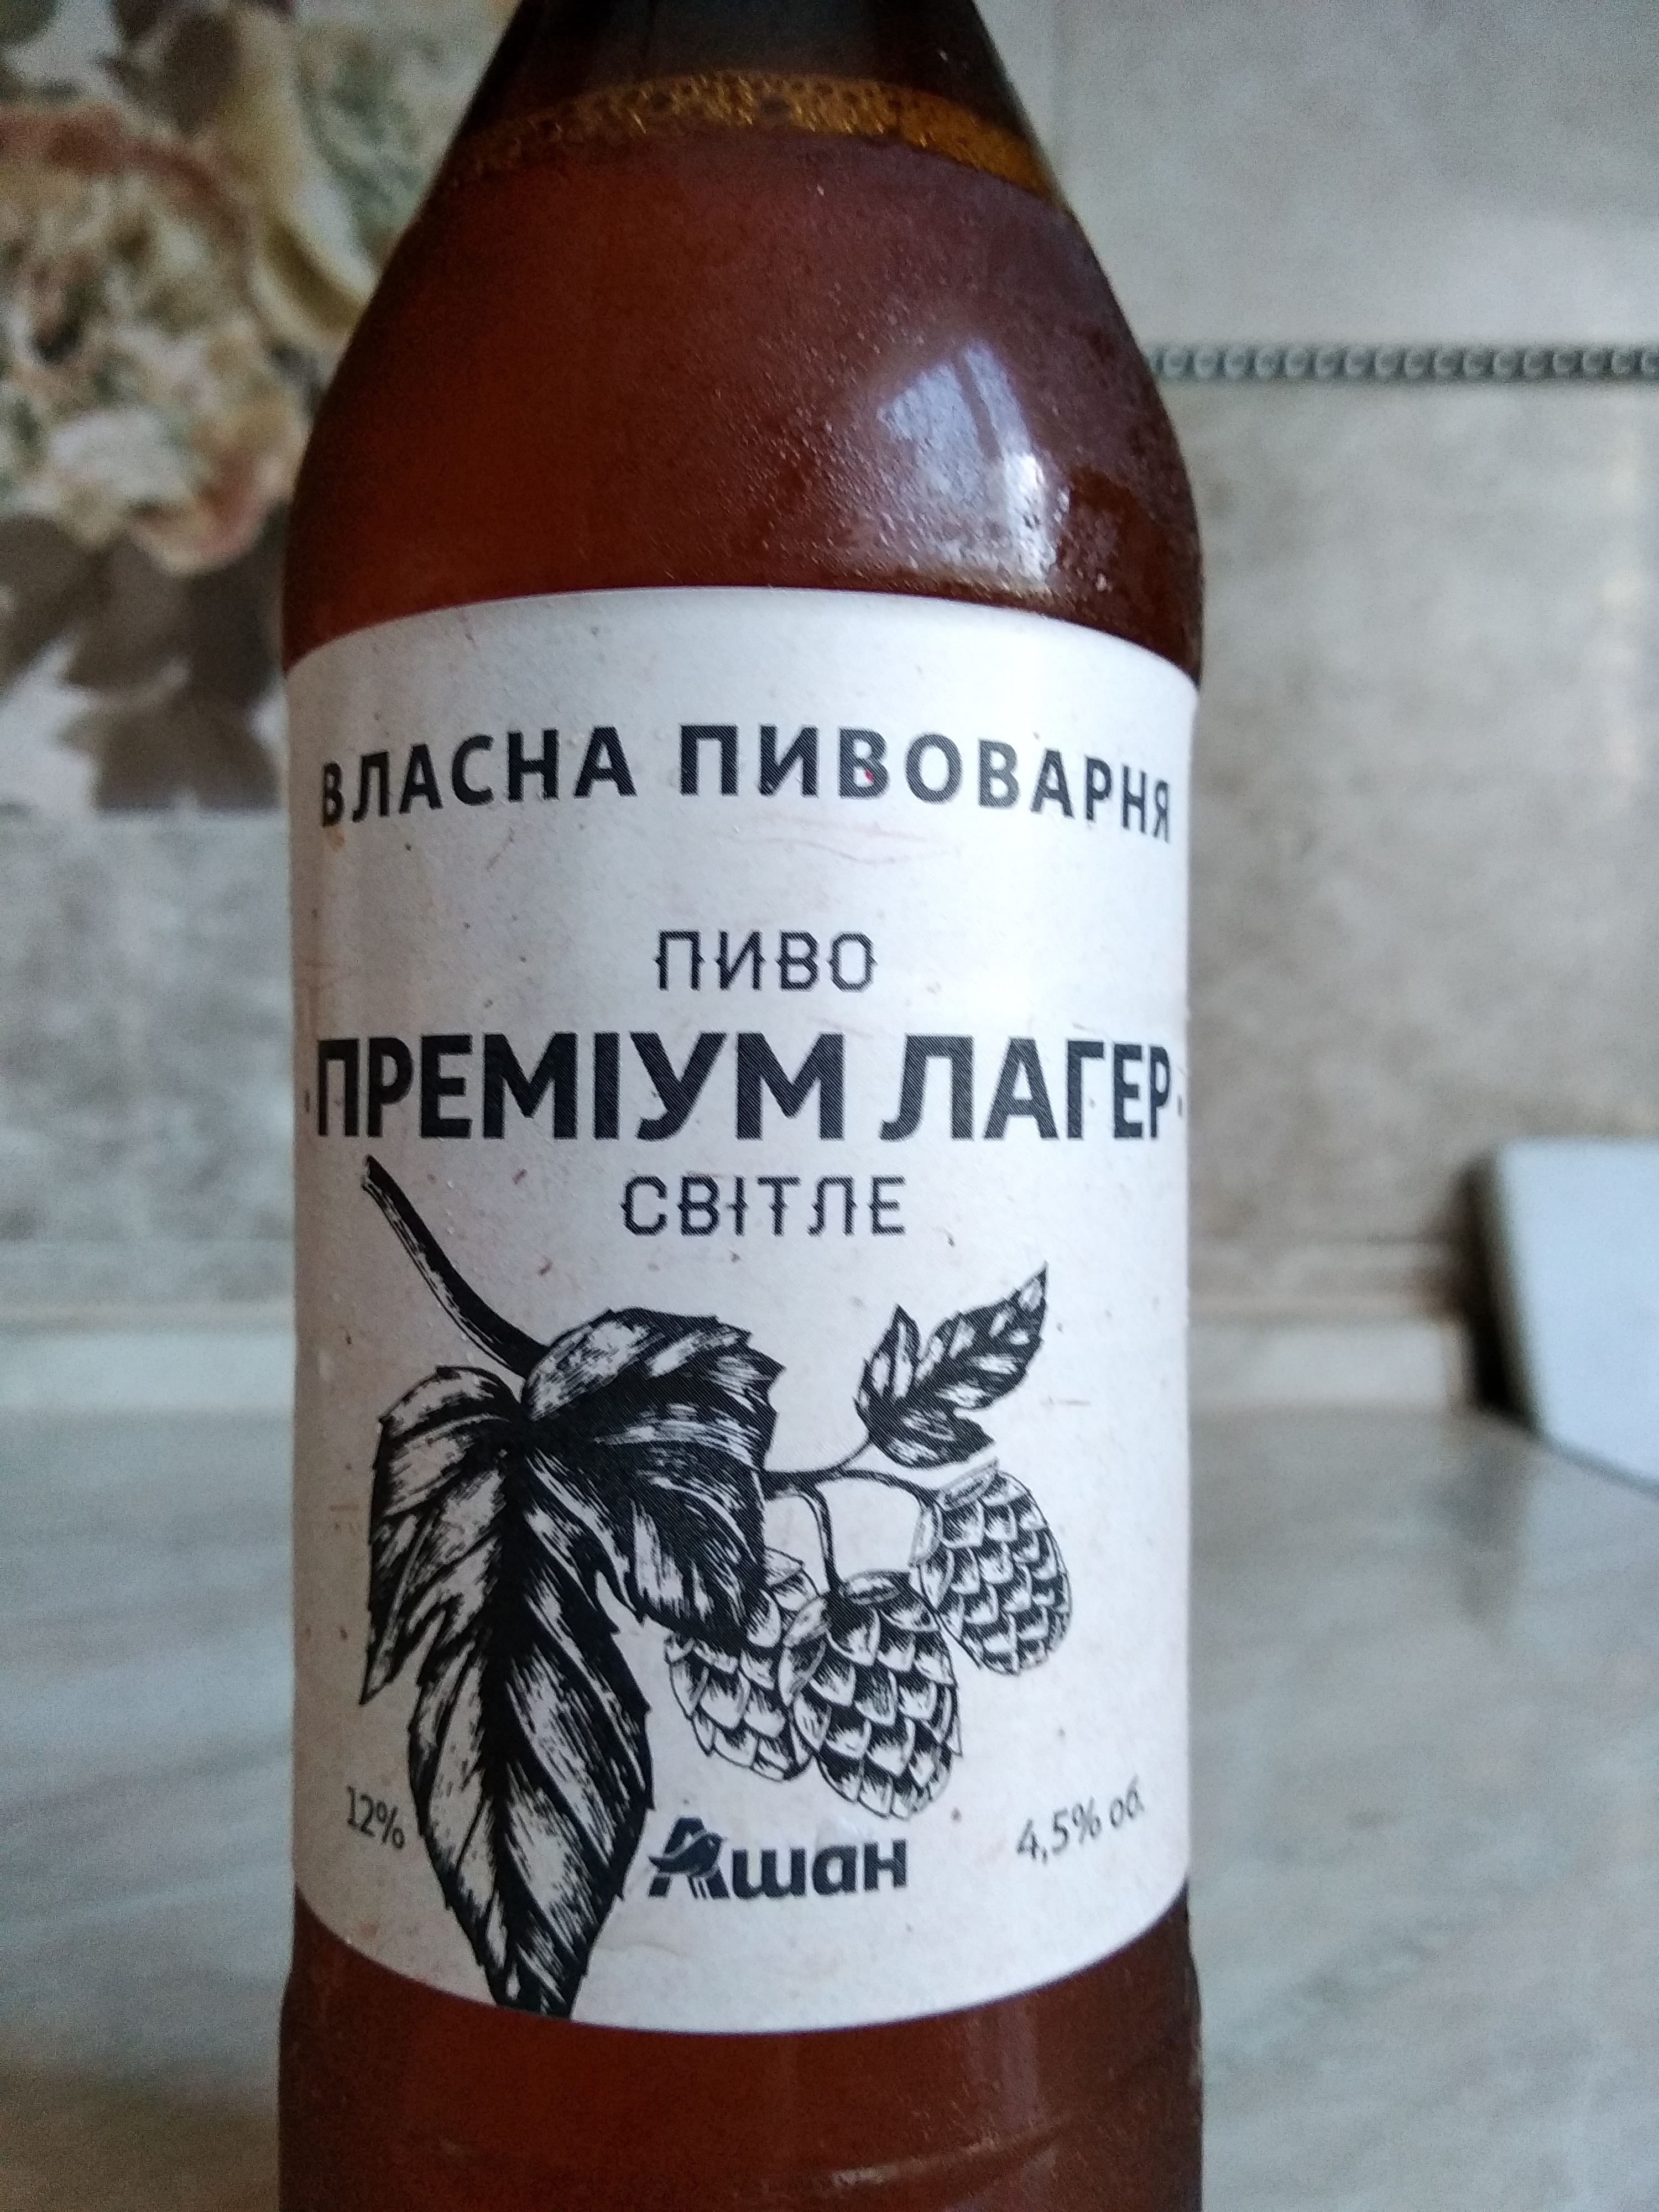 ВЛАСНА ПИВОВАРНЯ
ПИВО
·ПРЕМІУМ ЛАГЕР·
СВІТЛЕ
12%
Ашан
4,5% об.